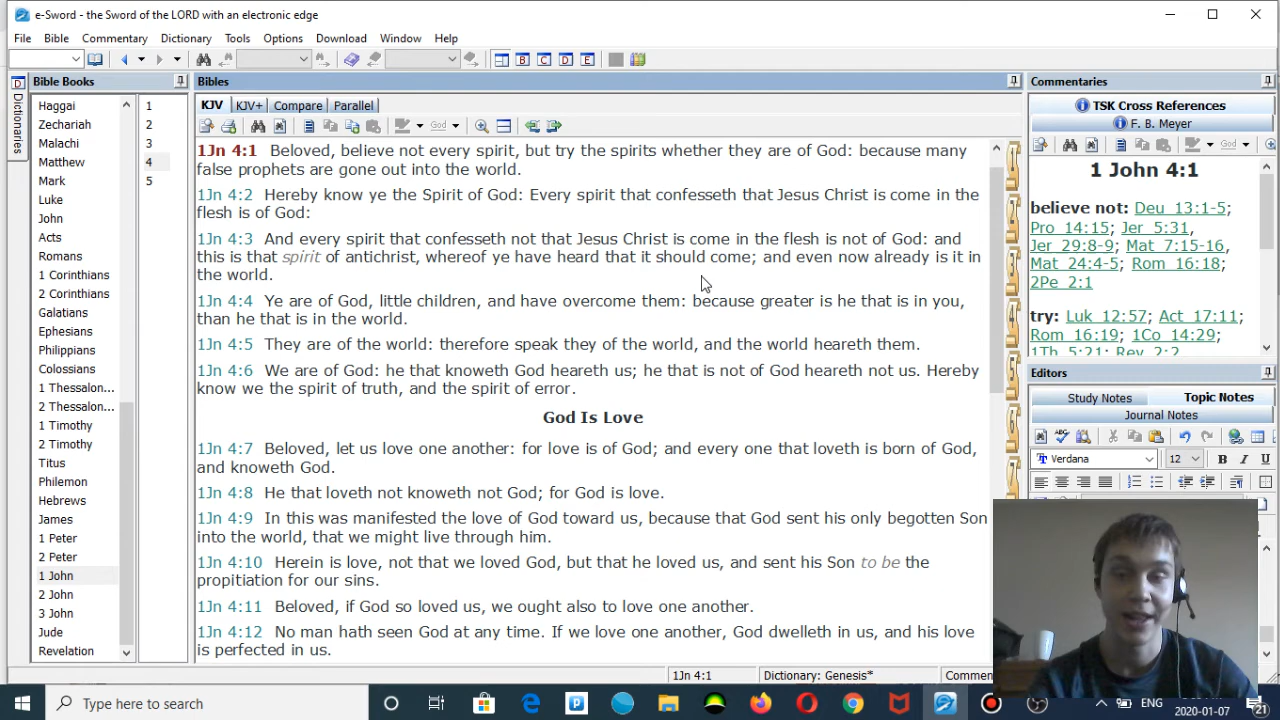 e-Sword - the Sword of the LORD with an electronic edge
File Bible Commentary Dictionary Tools Options Download Window Help
B C D E
Dictionaries
Bible Books
Haggai
Zechariah
Malachi
Matthew
Mark
Luke
John
Acts
Romans
1 Corinthians
2 Corinthians
Galatians
Ephesians
Philippians
Colossians
1 Thessalon...
2 Thessalon...
1 Timothy
2 Timothy
Titus
Philemon
Hebrews
James
1 Peter
2 Peter
1 John
2 John
3 John
Jude
Revelation
1
2
3
4
5
Bibles
KJV KJV+ Compare Parallel
God
1Jn 4:1 Beloved, believe not every spirit, but try the spirits whether they are of God: because many
false prophets are gone out into the world.
1Jn 4:2 Hereby know ye the Spirit of God: Every spirit that confesseth that Jesus Christ is come in the
flesh is of God:
1Jn 4:3 And every spirit that confesseth not that Jesus Christ is come in the flesh is not of God: and
this is that spirit of antichrist, whereof ye have heard that it should come; and even now already is it in
the world.
1Jn 4:4 Ye are of God, little children, and have overcome them: because greater is he that is in you,
than he that is in the world.
1Jn 4:5 They are of the world: therefore speak they of the world, and the world heareth them.
1Jn 4:6 We are of God: he that knoweth God heareth us; he that is not of God heareth not us. Hereby
know we the spirit of truth, and the spirit of error.
God Is Love
1Jn 4:7 Beloved, let us love one another: for love is of God; and every one that loveth is born of God,
and knoweth God.
1Jn 4:8 He that loveth not knoweth not God; for God is love.
1Jn 4:9 In this was manifested the love of God toward us, because that God sent his only begotten Son
into the world, that we might live through him.
1Jn 4:10 Herein is love, not that we loved God, but that he loved us, and sent his Son to be the
propitiation for our sins.
1Jn 4:11 Beloved, if God so loved us, we ought also to love one another.
1Jn 4:12 No man hath seen God at any time. If we love one another, God dwelleth in us, and his love
is perfected in us.
1
2
3
4
5
6
7
Commentaries
TSK Cross References
F. B. Meyer
God
1 John 4:1
believe not: Deu 13:1-5;
Pro 14:15; Jer 5:31,
Jer 29:8-9; Mat 7:15-16,
Mat 24:4-5; Rom 16:18;
2Pe 2:1
try: Luk 12:57; Act 17:11;
Rom 16:19; 1Co 14:29;
1Th 5:21; Rev 2:2
Editors
Study Notes Topic Notes
Journal Notes
Verdana 12 B I U
1Jn 4:1 Dictionary: Genesis* Commen
Type here to search
ENG
2020-01-07
21